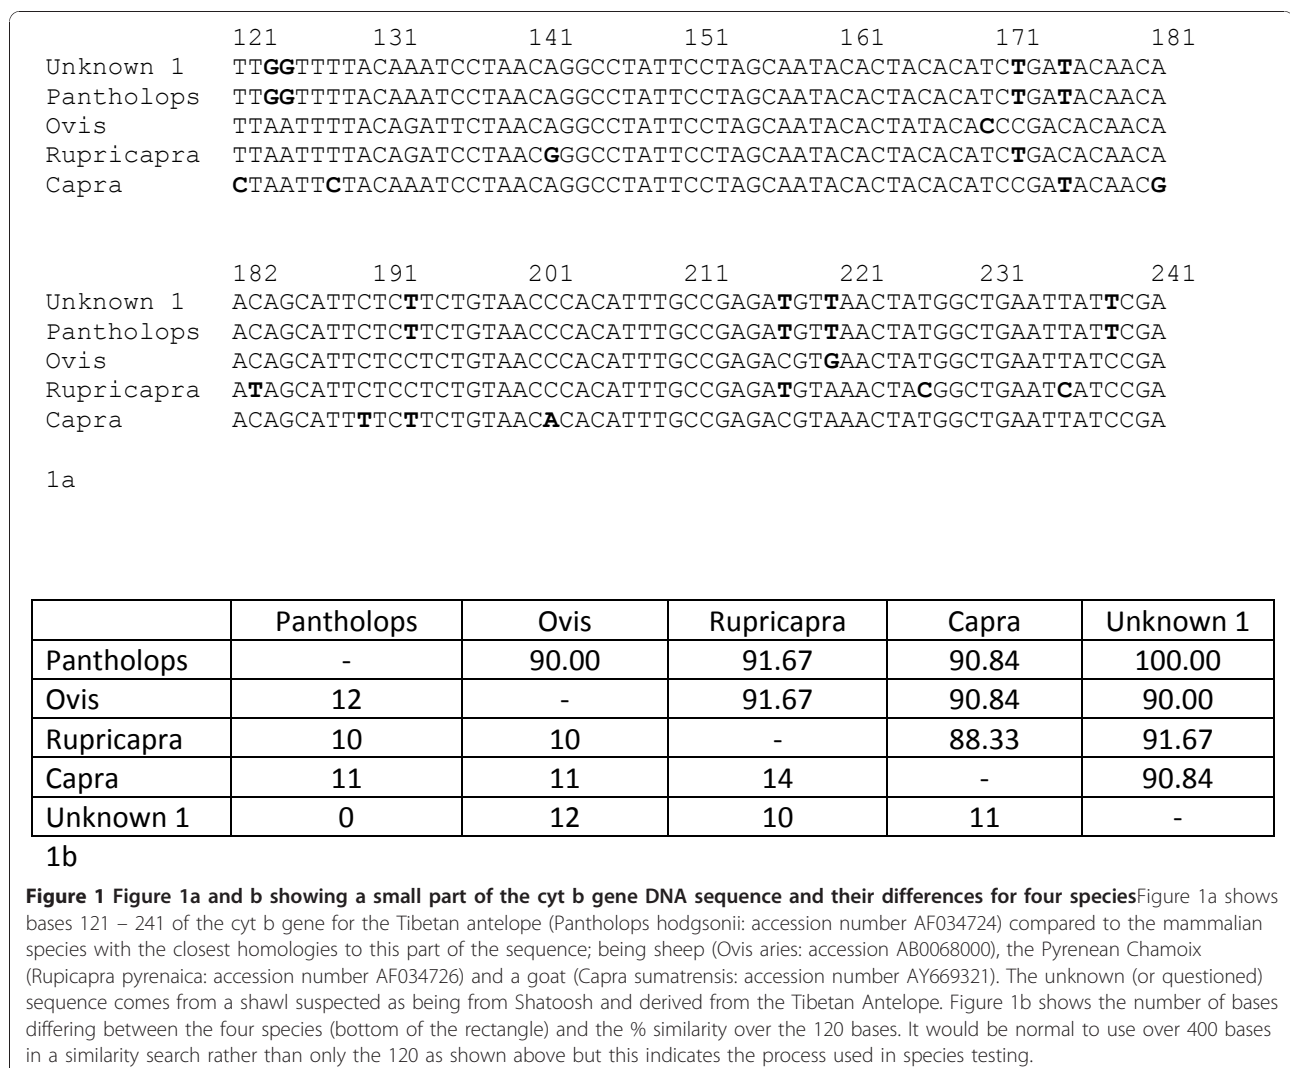 121 131 141 151 161 171 181
Unknown 1 TTGGTTTTACAAATCCTAACAGGCCTATTCCTAGCAATACACTACACATCTGATACAACA
Pantholops TTGGTTTTACAAATCCTAACAGGCCTATTCCTAGCAATACACTACACATCTGATACAACA
Ovis TTAATTTTACAGATTCTAACAGGCCTATTCCTAGCAATACACTATACACCCGACACAACA
Rupricapra TTAATTTTACAGATCCTAACGGGCCTATTCCTAGCAATACACTACACATCTGACACAACA
Capra CTAATTCTACAAATCCTAACAGGCCTATTCCTAGCAATACACTACACATCCGATACAACG
182 191 201 211 221 231 241
Unknown 1 ACAGCATTCTCTTCTGTAACCCACATTTGCCGAGATGTTAACTATGGCTGAATTATTCGA
Pantholops ACAGCATTCTCTTCTGTAACCCACATTTGCCGAGATGTTAACTATGGCTGAATTATTCGA
Ovis ACAGCATTCTCCTCTGTAACCCACATTTGCCGAGACGTGAACTATGGCTGAATTATCCGA
Rupricapra ATAGCATTCTCCTCTGTAACCCACATTTGCCGAGATGTAAACTACGGCTGAATCATCCGA
Capra ACAGCATTTTCTTCTGTAACACACATTTGCCGAGACGTAAACTATGGCTGAATTATCCGA
1a
Pantholops Ovis Rupricapra Capra Unknown 1
Pantholops - 90.00 91.67 90.84 100.00
Ovis 12 - 91.67 90.84 90.00
Rupricapra 10 10 - 88.33 91.67
Capra 11 11 14 - 90.84
Unknown 1 0 12 10 11 -
1b
Figure 1 Figure 1a and b showing a small part of the cyt b gene DNA sequence and their differences for four speciesFigure 1a shows
bases 121 – 241 of the cyt b gene for the Tibetan antelope (Pantholops hodgsonii: accession number AF034724) compared to the mammalian
species with the closest homologies to this part of the sequence; being sheep (Ovis aries: accession AB0068000), the Pyrenean Chamoix
(Rupicapra pyrenaica: accession number AF034726) and a goat (Capra sumatrensis: accession number AY669321). The unknown (or questioned)
sequence comes from a shawl suspected as being from Shatoosh and derived from the Tibetan Antelope. Figure 1b shows the number of bases
differing between the four species (bottom of the rectangle) and the % similarity over the 120 bases. It would be normal to use over 400 bases
in a similarity search rather than only the 120 as shown above but this indicates the process used in species testing.